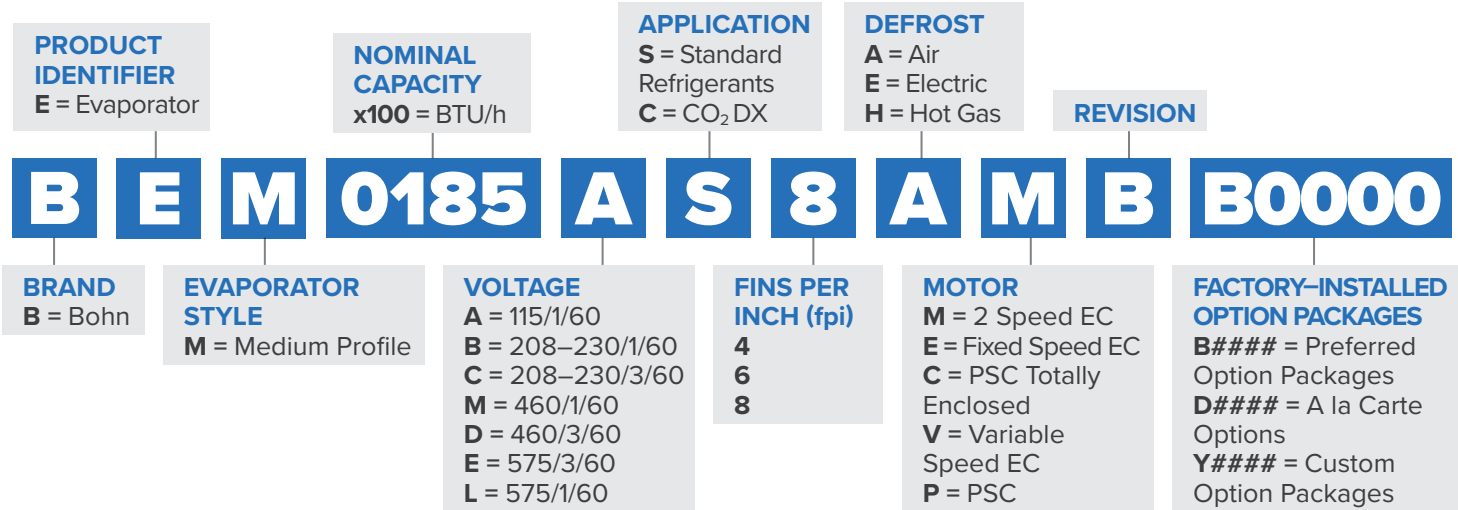 PRODUCT
IDENTIFIER
E = Evaporator
NOMINAL
CAPACITY
x100 = BTU/h
APPLICATION
S = Standard
Refrigerants
C = CO₂ DX
DEFROST
A = Air
E = Electric
H = Hot Gas
REVISION
B E M 0185 A S 8 A M B B0000
BRAND
B = Bohn
EVAPORATOR
STYLE
M = Medium Profile
VOLTAGE
A = 115/1/60
B = 208–230/1/60
C = 208–230/3/60
M = 460/1/60
D = 460/3/60
E = 575/3/60
L = 575/1/60
FINS PER
INCH (fpi)
4
6
8
MOTOR
M = 2 Speed EC
E = Fixed Speed EC
C = PSC Totally
Enclosed
V = Variable
Speed EC
P = PSC
FACTORY–INSTALLED
OPTION PACKAGES
B#### = Preferred
Option Packages
D#### = A la Carte
Options
Y#### = Custom
Option Packages